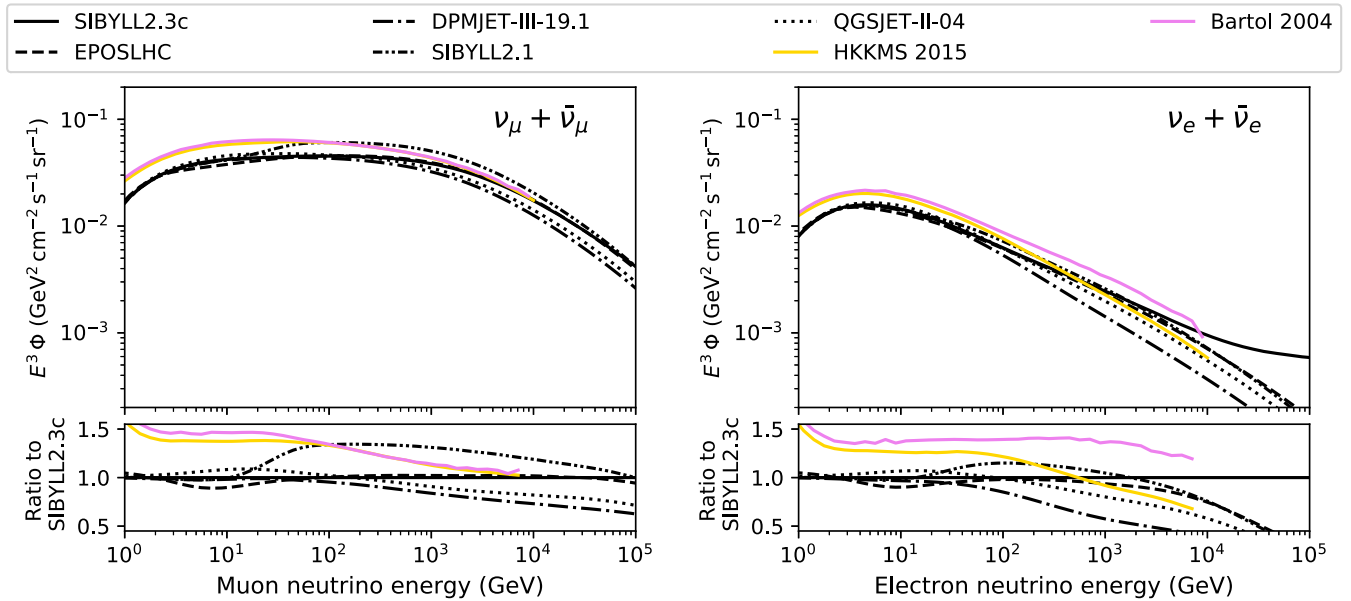 SIBYLL2.3c DPMJET-III-19.1 QGSJET-II-04 Bartol 2004
EPOSLHC SIBYLL2.1 HKKMS 2015
ν_μ + ν̄_μ
10⁻¹
10⁻²
10⁻³
E³ Φ (GeV² cm⁻² s⁻¹ sr⁻¹)
1.5
1.0
0.5
Ratio to
SIBYLL2.3c
10⁰ 10¹ 10² 10³ 10⁴ 10⁵
Muon neutrino energy (GeV)
ν_e + ν̄_e
10⁻¹
10⁻²
10⁻³
E³ Φ (GeV² cm⁻² s⁻¹ sr⁻¹)
1.5
1.0
0.5
Ratio to
SIBYLL2.3c
10⁰ 10¹ 10² 10³ 10⁴ 10⁵
Electron neutrino energy (GeV)